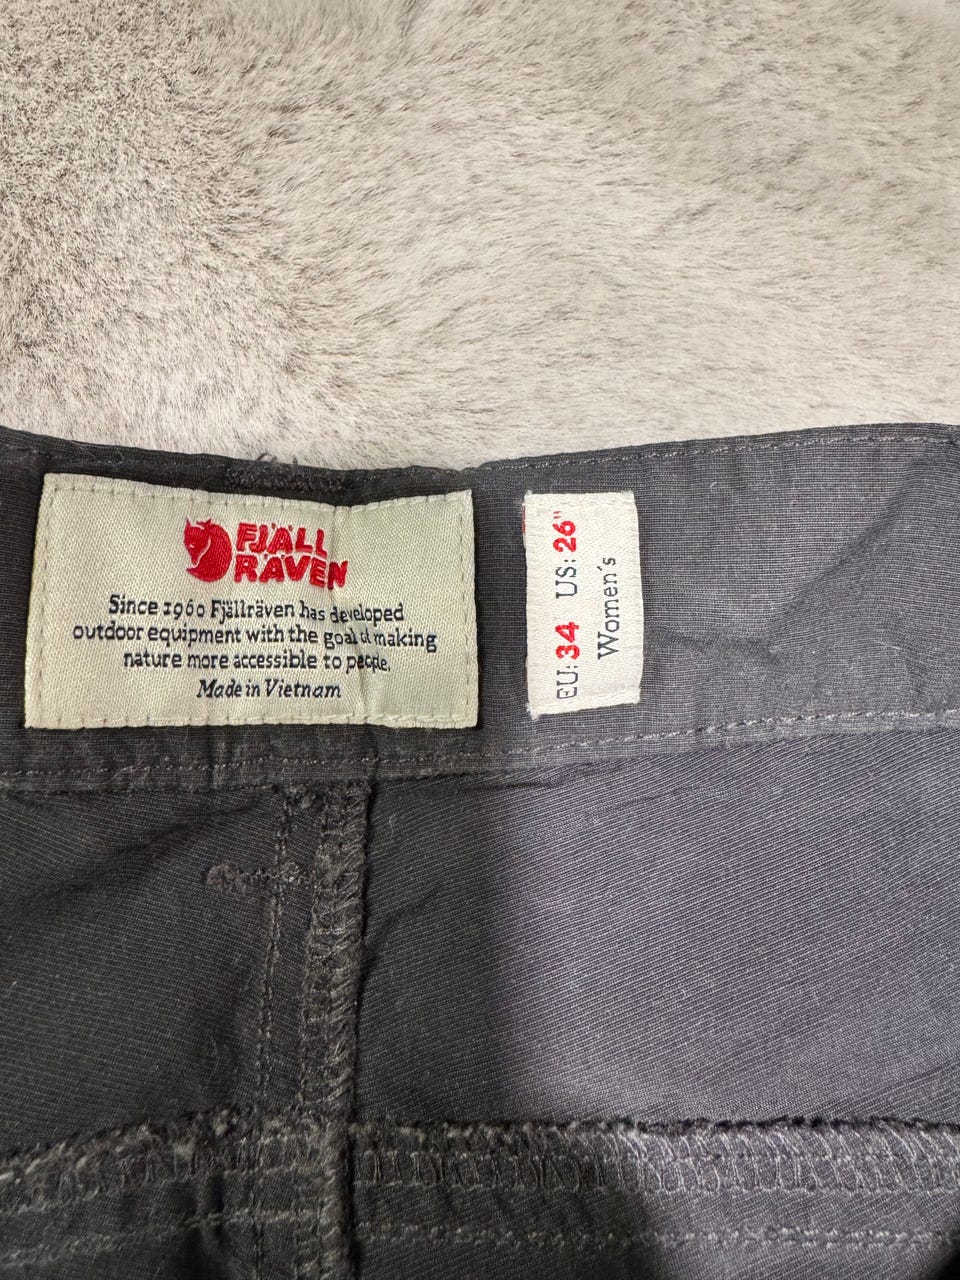 FJÄLL
RÄVEN
Since 1960 Fjällräven has developed
outdoor equipment with the goal of making
nature more accessible to people.
Made in Vietnam
EU: 34 US: 26"
Women's